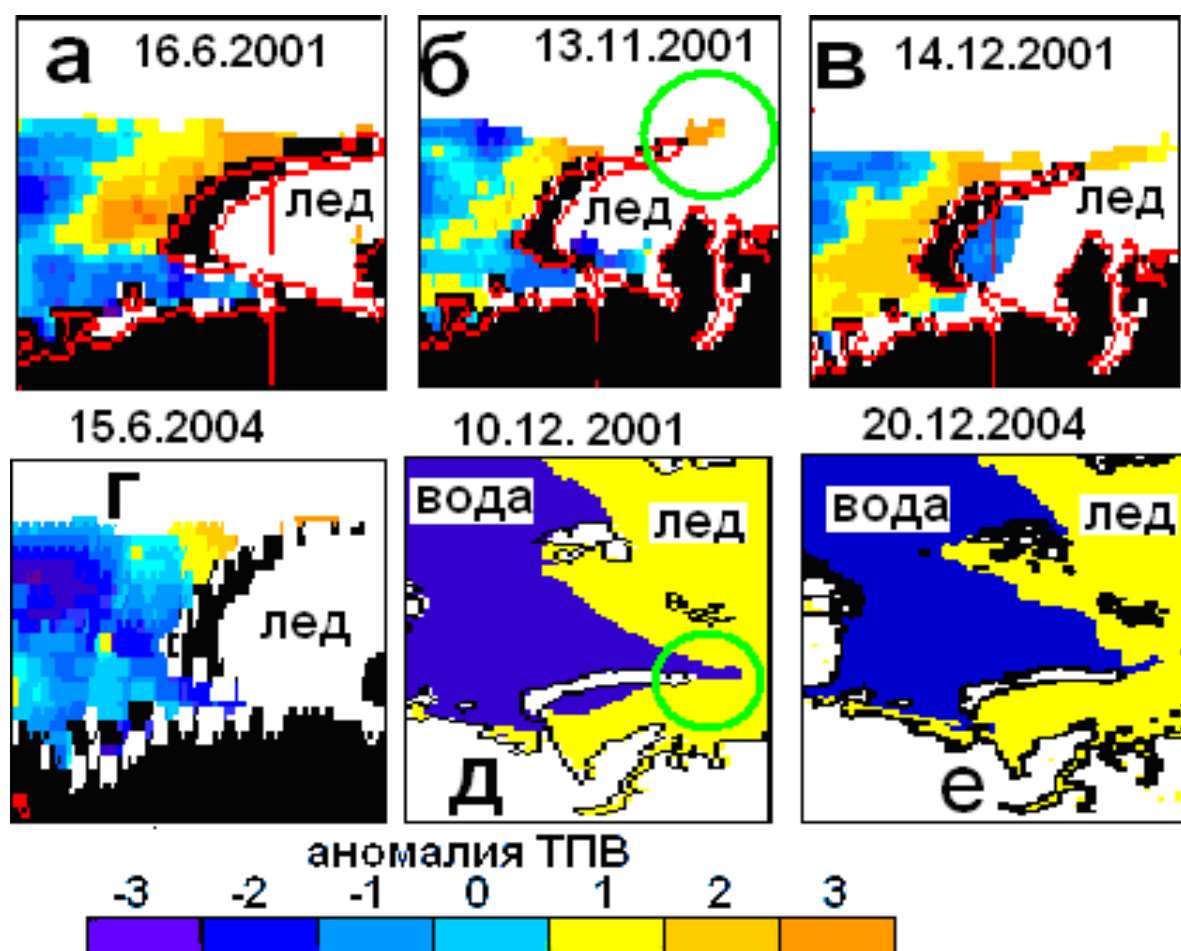 а 16.6.2001
б 13.11.2001
в 14.12.2001
лед
лед
лед
15.6.2004
10.12. 2001
20.12.2004
г
вода
лед
вода
лед
лед
д
е
аномалия ТПВ
-3 -2 -1 0 1 2 3